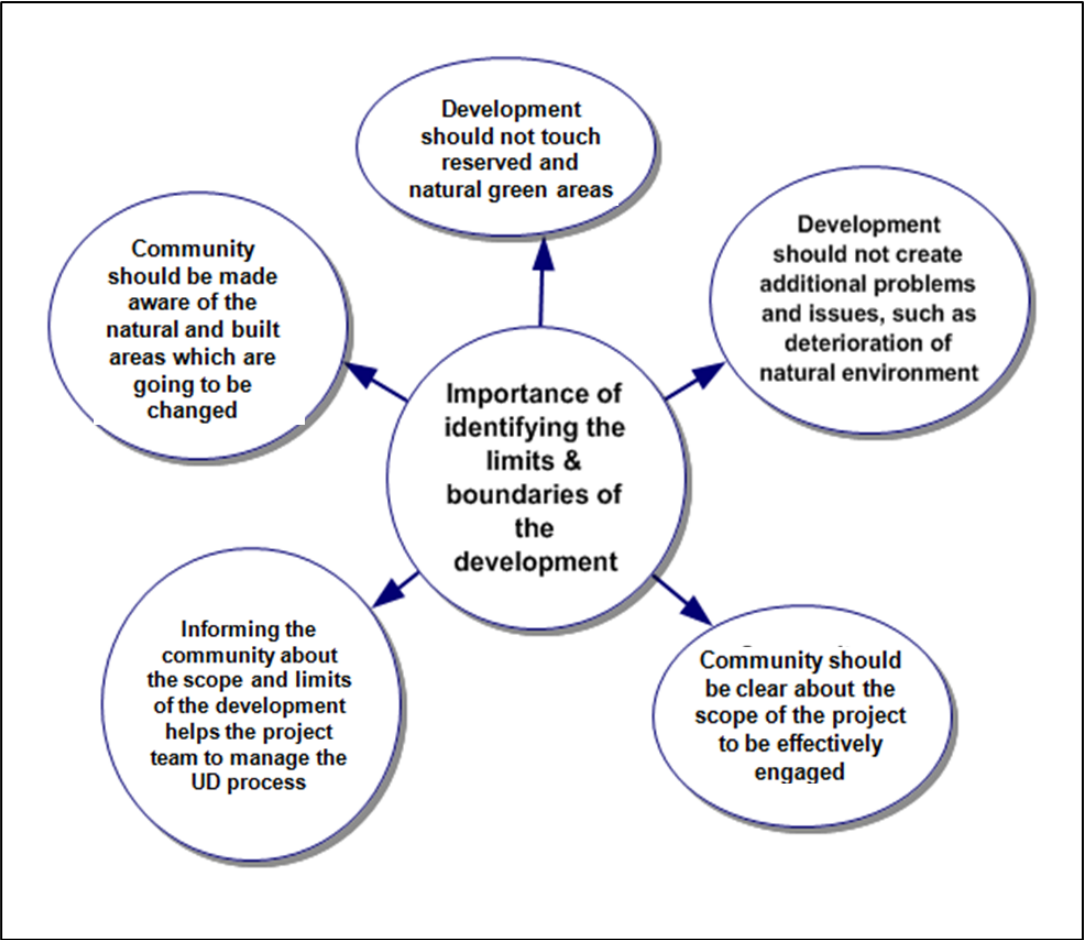 Development
should not touch
reserved and
natural green areas
Development
should not create
additional problems
and issues, such as
deterioration of
natural environment
Community
should be made
aware of the
natural and built
areas which are
going to be
changed
Importance of
identifying the
limits &
boundaries of
the
development
Informing the
community about
the scope and limits
of the development
helps the project
team to manage the
UD process
Community should
be clear about the
scope of the project
to be effectively
engaged